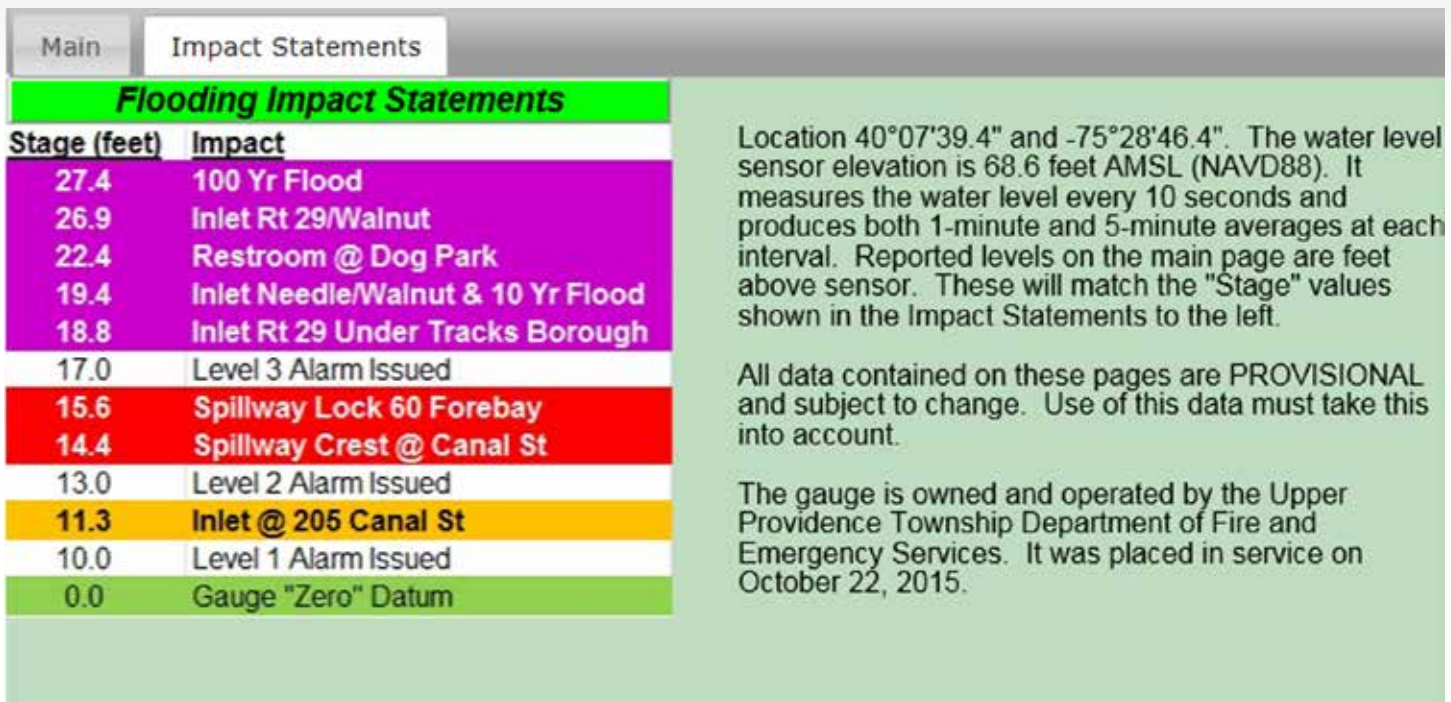 Main
Impact Statements
Flooding Impact Statements
Stage (feet) Impact
27.4 100 Yr Flood
26.9 Inlet Rt 29/Walnut
22.4 Restroom @ Dog Park
19.4 Inlet Needle/Walnut & 10 Yr Flood
18.8 Inlet Rt 29 Under Tracks Borough
17.0 Level 3 Alarm Issued
15.6 Spillway Lock 60 Forebay
14.4 Spillway Crest @ Canal St
13.0 Level 2 Alarm Issued
11.3 Inlet @ 205 Canal St
10.0 Level 1 Alarm Issued
0.0 Gauge "Zero" Datum
Location 40°07'39.4" and -75°28'46.4". The water level
sensor elevation is 68.6 feet AMSL (NAVD88). It
measures the water level every 10 seconds and
produces both 1-minute and 5-minute averages at each
interval. Reported levels on the main page are feet
above sensor. These will match the "Stage" values
shown in the Impact Statements to the left.
All data contained on these pages are PROVISIONAL
and subject to change. Use of this data must take this
into account.
The gauge is owned and operated by the Upper
Providence Township Department of Fire and
Emergency Services. It was placed in service on
October 22, 2015.